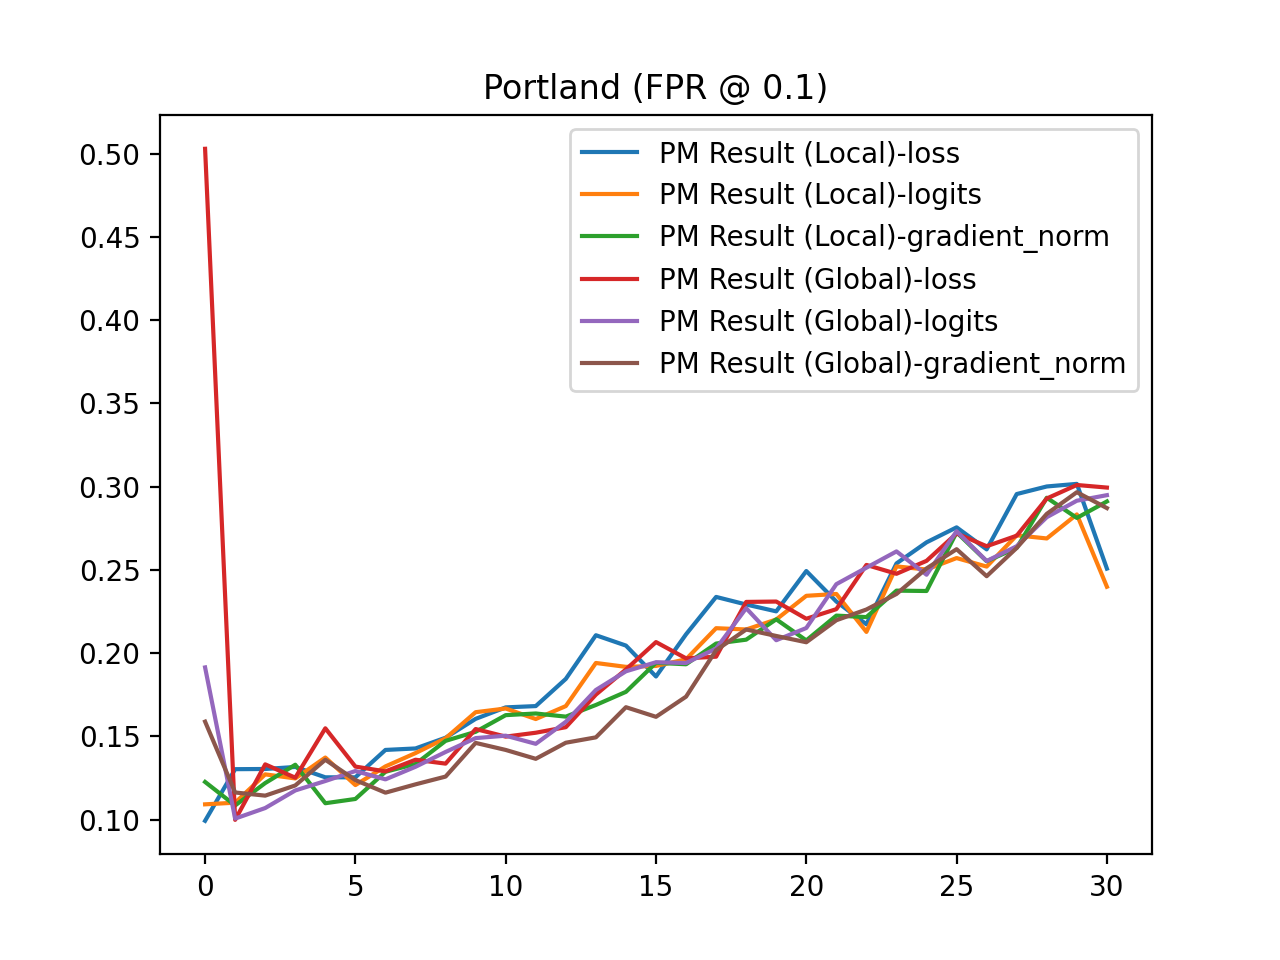 Portland (FPR @ 0.1)
PM Result (Local)-loss
PM Result (Local)-logits
PM Result (Local)-gradient_norm
PM Result (Global)-loss
PM Result (Global)-logits
PM Result (Global)-gradient_norm
0.50
0.45
0.40
0.35
0.30
0.25
0.20
0.15
0.10
0 5 10 15 20 25 30